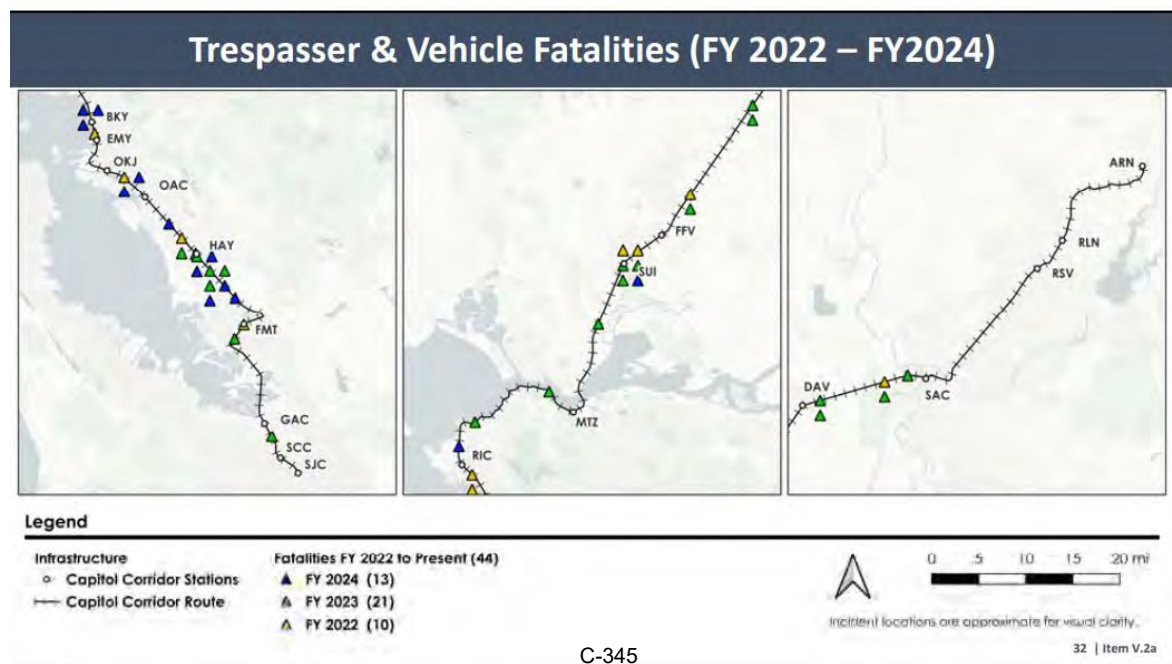 Trespasser & Vehicle Fatalities (FY 2022 – FY2024)
BKY
EMY
OKJ
OAC
HAY
FMT
GAC
SCC
SJC
FFV
SUI
MTZ
RIC
ARN
RLN
RSV
DAV
SAC
Legend
Infrastructure
Capitol Corridor Stations
Capitol Corridor Route
Fatalities FY 2022 to Present (44)
FY 2024 (13)
FY 2023 (21)
FY 2022 (10)
0 5 10 15 20 mi
Incident locations are approximate for visual clarity.
32 | Item V.2a
C-345